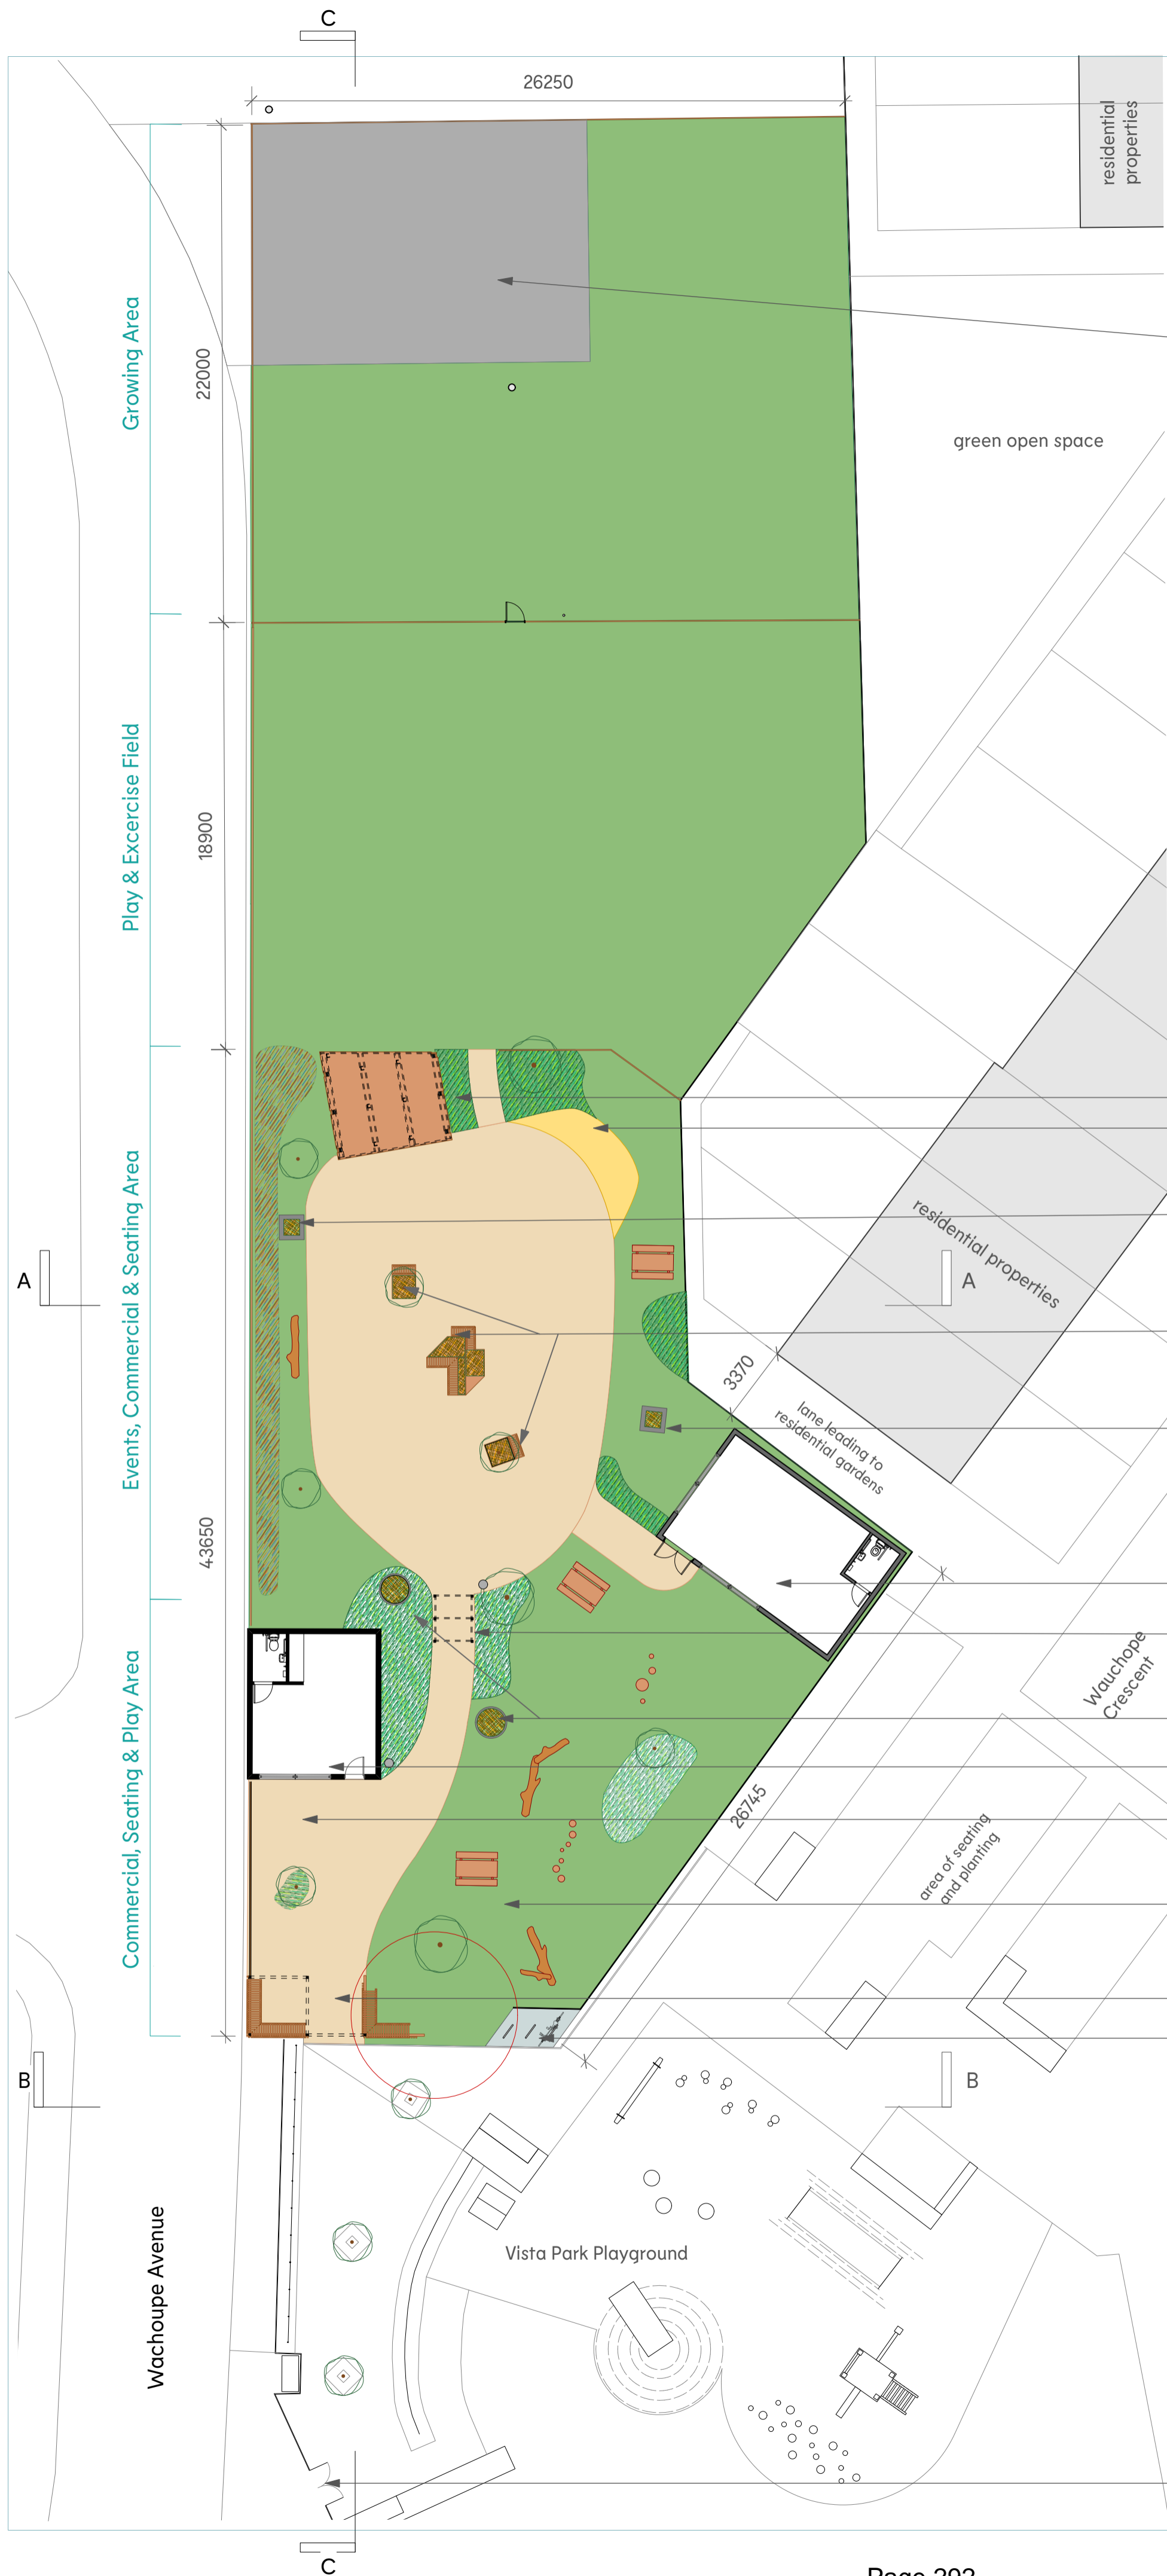 C
26250
residential
properties
Growing Area
22000
green open space
Play & Excercise Field
18900
Events, Commercial & Seating Area
A
A
residential properties
3370
lane leading to
residential gardens
43650
Commercial, Seating & Play Area
Wauchope
Crescent
26745
area of seating
and planting
B
B
Wachoupe Avenue
Vista Park Playground
C